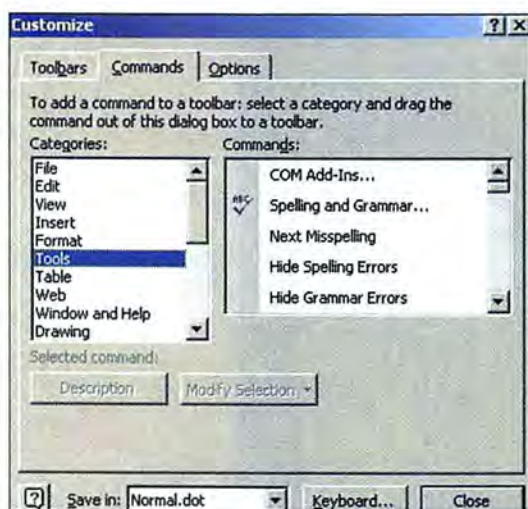 Customize
Toolbars Commands Options
To add a command to a toolbar: select a category and drag the
command out of this dialog box to a toolbar.
Categories: Commands:
File
Edit
View
Insert
Format
Tools
Table
Web
Window and Help
Drawing
COM Add-Ins...
ABC
Spelling and Grammar...
Next Misspelling
Hide Spelling Errors
Hide Grammar Errors
Selected command:
Description Modify Selection
Save in: Normal.dot Keyboard... Close